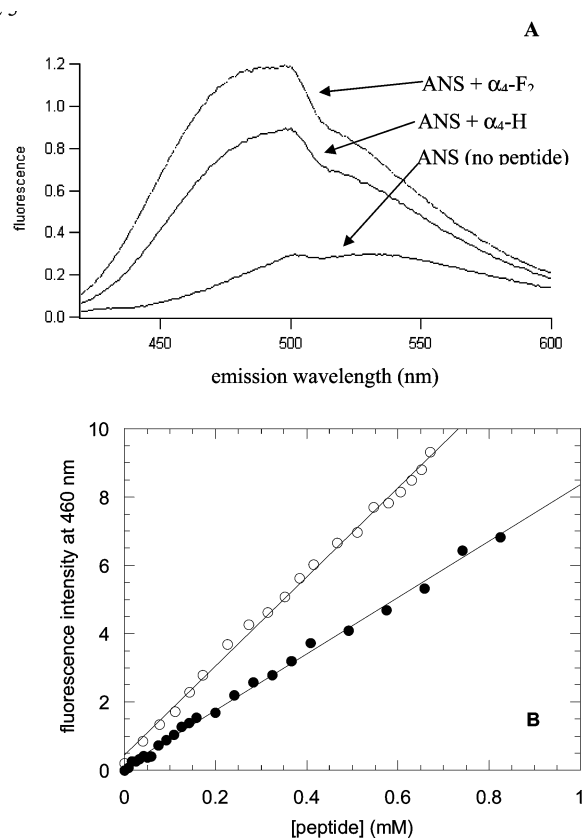 A
1.2
1.0
0.8
0.6
0.4
0.2
0.0
fluorescence
ANS + α₄-F₂
ANS + α₄-H
ANS (no peptide)
450
500
550
600
emission wavelength (nm)
10
8
6
4
2
0
fluorescence intensity at 460 nm
B
0
0.2
0.4
0.6
0.8
1
[peptide] (mM)